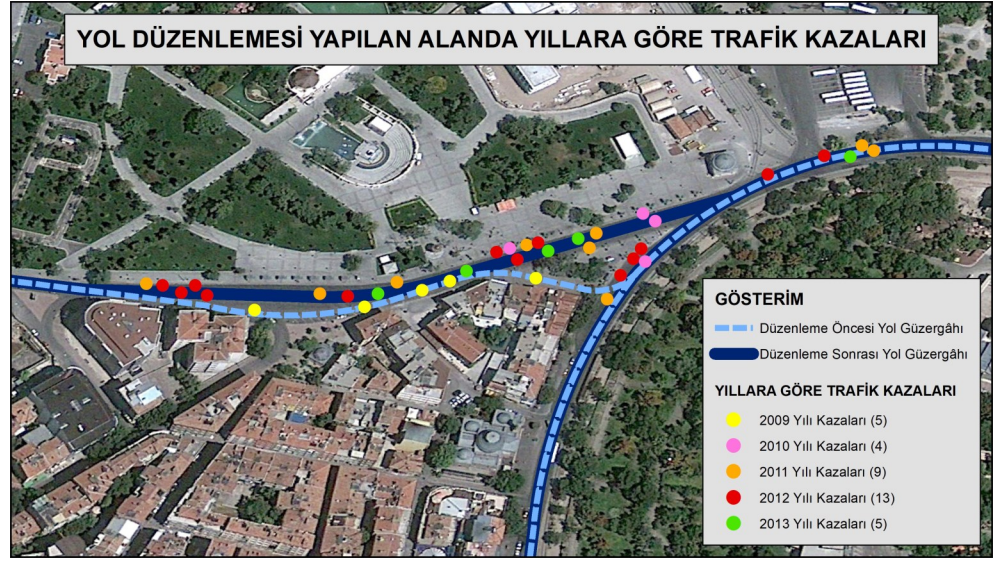 YOL DÜZENLEMESİ YAPILAN ALANDA YILLARA GÖRE TRAFİK KAZALARI
GÖSTERİM
Düzenleme Öncesi Yol Güzergâhı
Düzenleme Sonrası Yol Güzergâhı
YILLARA GÖRE TRAFİK KAZALARI
2009 Yılı Kazaları (5)
2010 Yılı Kazaları (4)
2011 Yılı Kazaları (9)
2012 Yılı Kazaları (13)
2013 Yılı Kazaları (5)